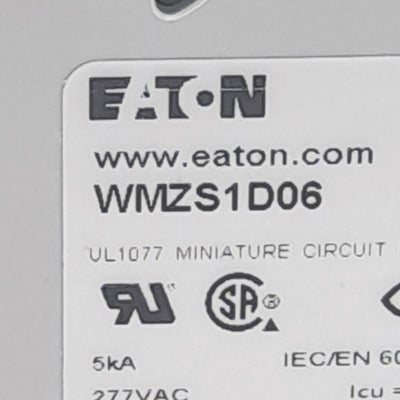 EATON
www.eaton.com
WMZS1D06
UL1077 MINIATURE CIRCUIT
5kA IEC/EN 60
277VAC Icu =